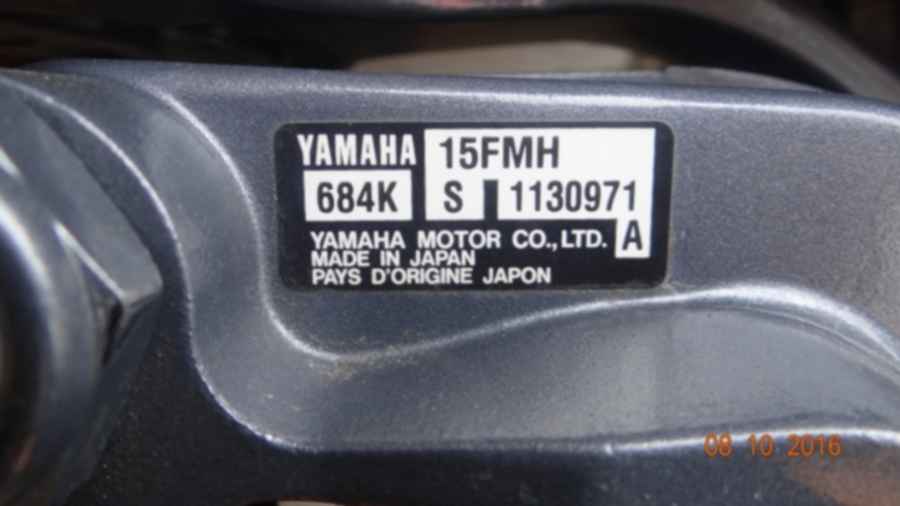 YAMAHA 15FMH
684K S 1130971
A
YAMAHA MOTOR CO.,LTD.
MADE IN JAPAN
PAYS D'ORIGINE JAPON
08 10 2016